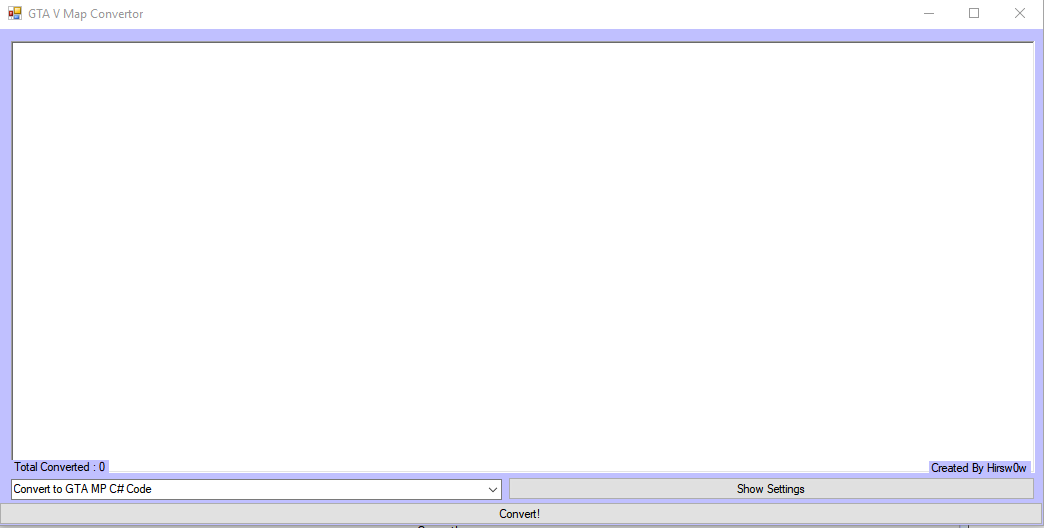 GTA V Map Convertor
Total Converted : 0
Created By Hirsw0w
Convert to GTA MP C# Code
Show Settings
Convert!